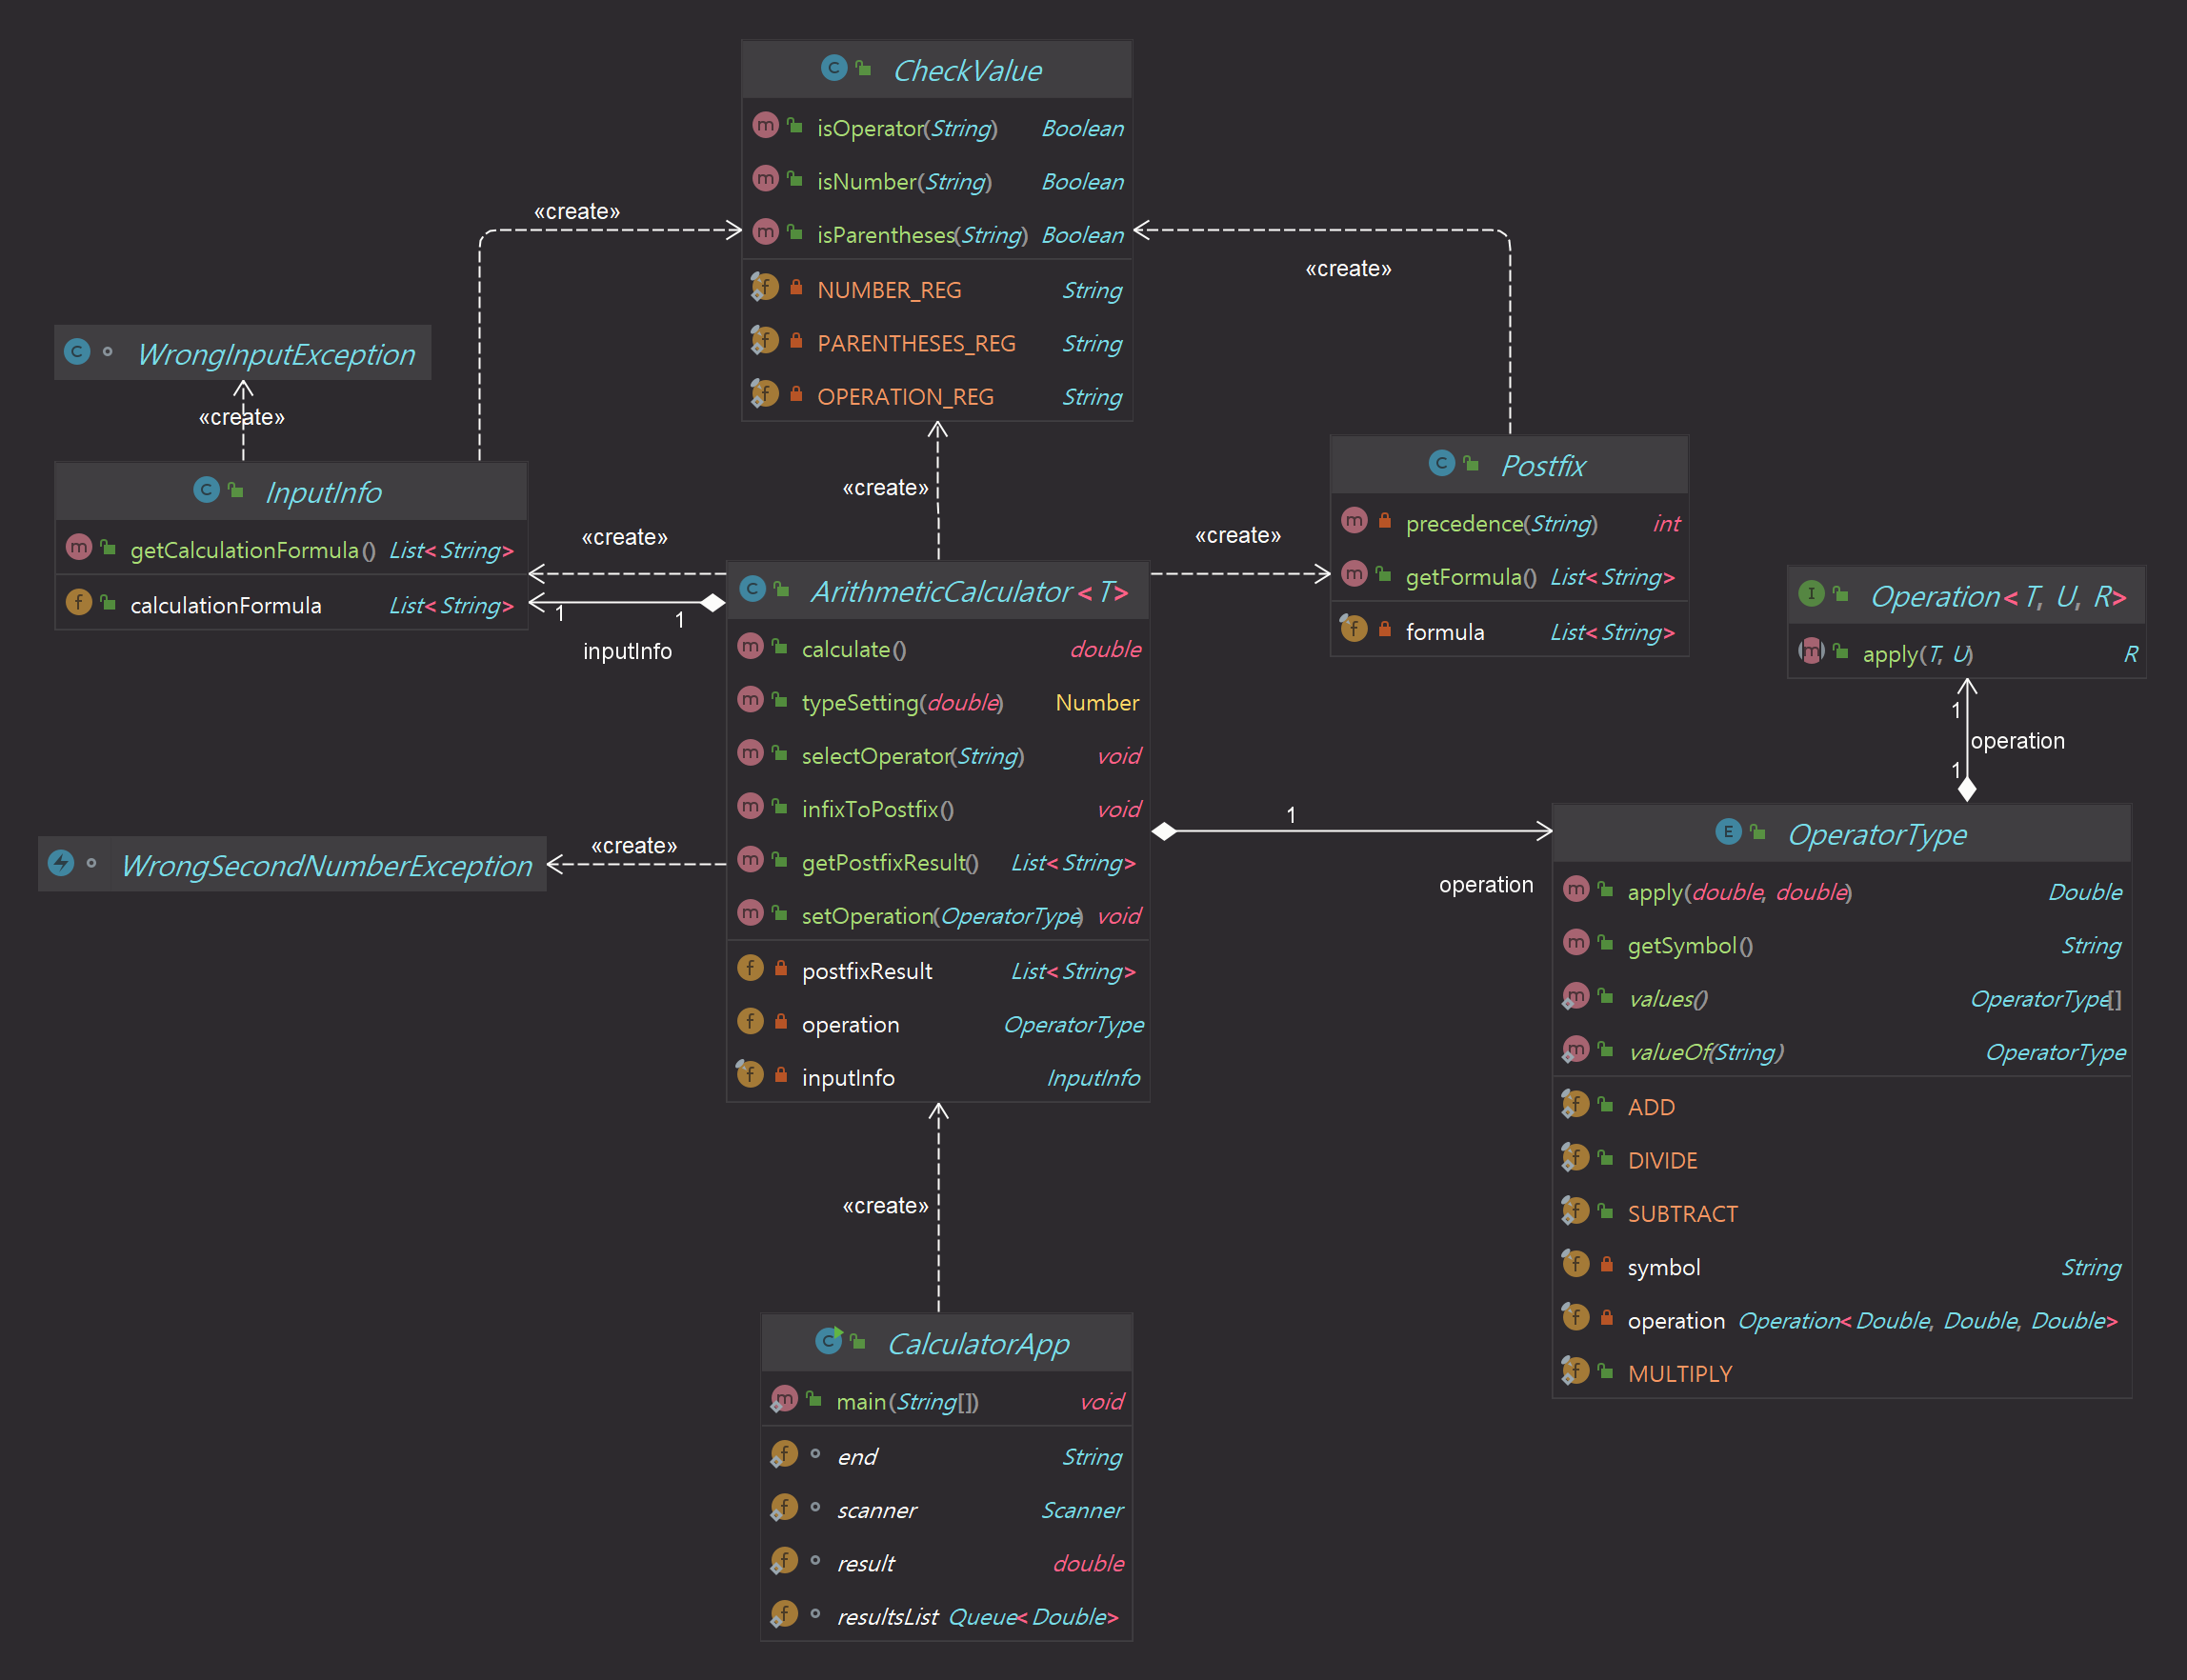 CheckValue
isOperator(String) Boolean
isNumber(String) Boolean
isParentheses(String) Boolean
NUMBER_REG String
PARENTHESES_REG String
OPERATION_REG String
«create»
«create»
WrongInputException
«create»
InputInfo
getCalculationFormula() List<String>
calculationFormula List<String>
«create»
«create»
1
1
inputInfo
«create»
Postfix
precedence(String) int
getFormula() List<String>
formula List<String>
Operation<T, U, R>
apply(T, U) R
1
operation
1
ArithmeticCalculator<T>
calculate() double
typeSetting(double) Number
selectOperator(String) void
infixToPostfix() void
getPostfixResult() List<String>
setOperation(OperatorType) void
postfixResult List<String>
operation OperatorType
inputInfo InputInfo
WrongSecondNumberException
«create»
1
operation
OperatorType
apply(double, double) Double
getSymbol() String
values() OperatorType[]
valueOf(String) OperatorType
ADD
DIVIDE
SUBTRACT
symbol String
operation Operation<Double, Double, Double>
MULTIPLY
«create»
CalculatorApp
main(String[]) void
end String
scanner Scanner
result double
resultsList Queue<Double>